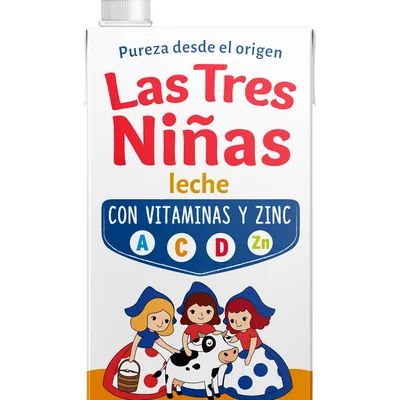 Pureza desde el origen
Las Tres
Niñas
leche
CON VITAMINAS Y ZINC
A C D Zn